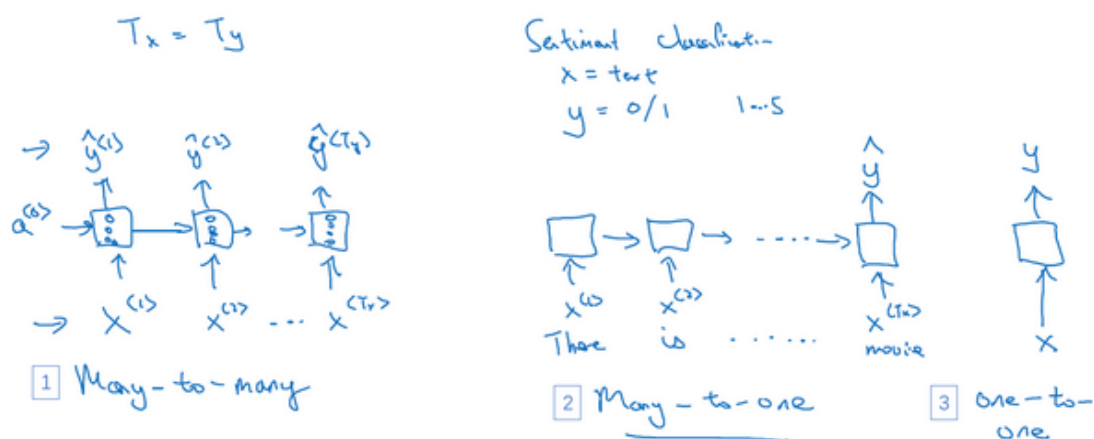 Tx = Ty
ŷ<1> ŷ<2> ŷ<Ty>
a<0>
x<1> x<2> ... x<Tx>
1 Many-to-many
Sentiment classification
x = text
y = 0/1 1...5
ŷ
.....
x<1> x<2> x<Tx>
There is ...... movie
2 Many-to-one
y
x
3 one-to-
one